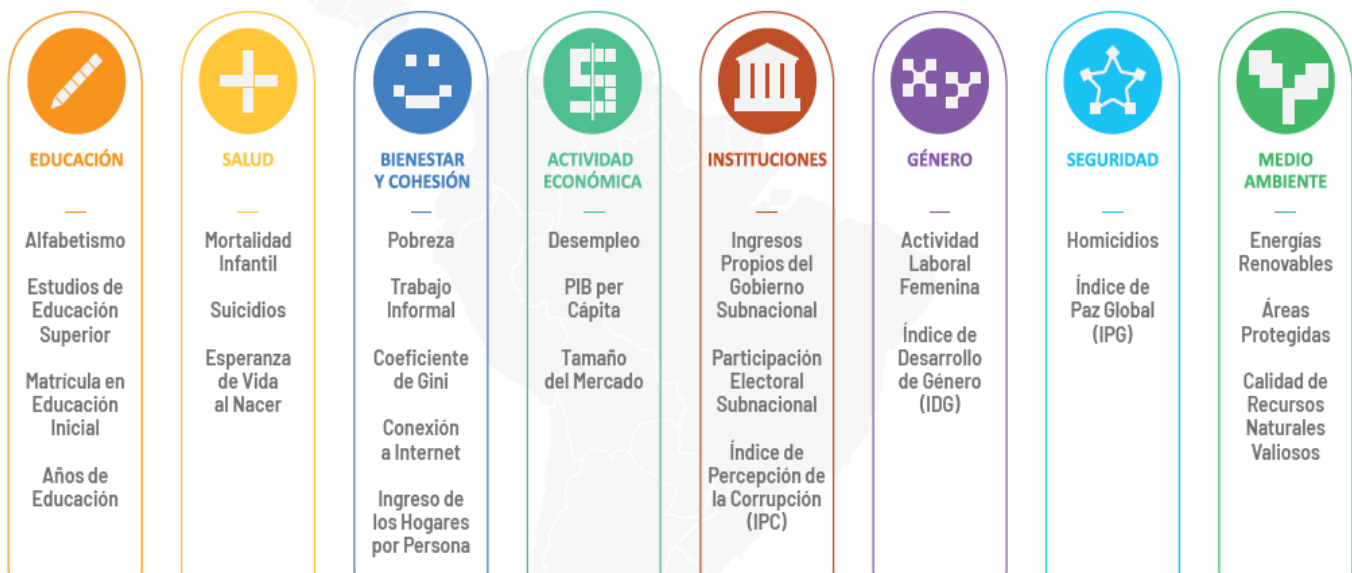 EDUCACIÓN
Alfabetismo
Estudios de
Educación
Superior
Matrícula en
Educación
Inicial
Años de
Educación
SALUD
Mortalidad
Infantil
Suicidios
Esperanza
de Vida
al Nacer
BIENESTAR
Y COHESIÓN
Pobreza
Trabajo
Informal
Coeficiente
de Gini
Conexión
a Internet
Ingreso de
los Hogares
por Persona
ACTIVIDAD
ECONÓMICA
Desempleo
PIB per
Cápita
Tamaño
del Mercado
INSTITUCIONES
Ingresos
Propios del
Gobierno
Subnacional
Participación
Electoral
Subnacional
Índice de
Percepción de
la Corrupción
(IPC)
GÉNERO
Actividad
Laboral
Femenina
Índice de
Desarrollo
de Género
(IDG)
SEGURIDAD
Homicidios
Índice de
Paz Global
(IPG)
MEDIO
AMBIENTE
Energías
Renovables
Áreas
Protegidas
Calidad de
Recursos
Naturales
Valiosos